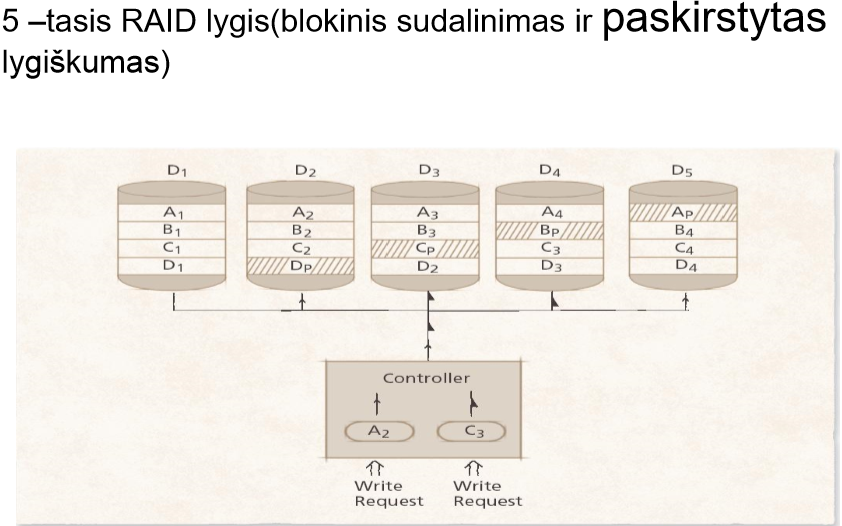 5 –tasis RAID lygis(blokinis sudalinimas ir paskirstytas
lygiškumas)
D1 D2 D3 D4 D5
A1 A2 A3 A4 AP
B1 B2 B3 BP B4
C1 C2 CP C3 C4
D1 DP D2 D3 D4
Controller
A2 C3
Write Write
Request Request